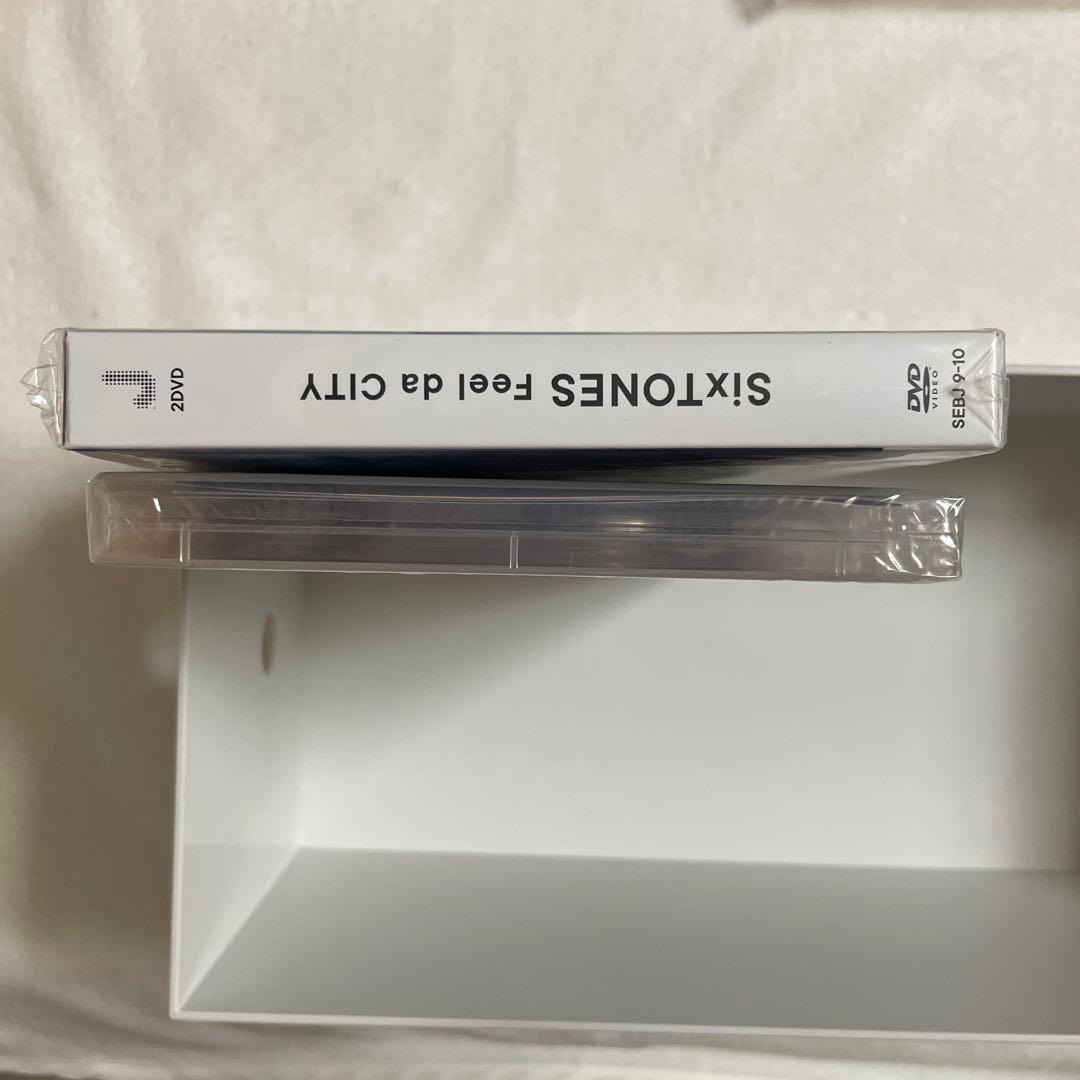 SixTONES Feel da CITY
2DVD
DVD
VIDEO
SEBJ 9-10